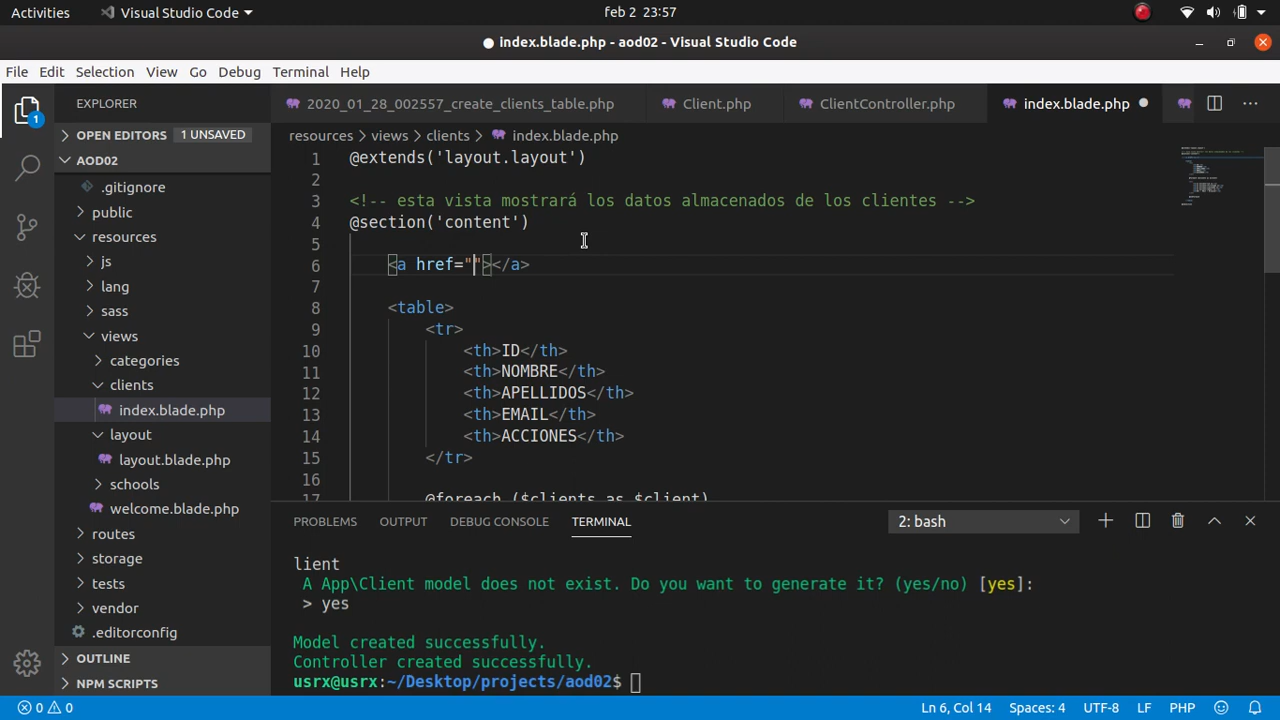 Activities
Visual Studio Code
feb 2 23:57
index.blade.php - aod02 - Visual Studio Code
File Edit Selection View Go Debug Terminal Help
1
EXPLORER
2020_01_28_002557_create_clients_table.php
Client.php
ClientController.php
index.blade.php
OPEN EDITORS 1 UNSAVED
resources > views > clients > index.blade.php
AOD02
.gitignore
public
resources
js
lang
sass
views
categories
clients
index.blade.php
layout
layout.blade.php
schools
welcome.blade.php
routes
storage
tests
vendor
.editorconfig
OUTLINE
NPM SCRIPTS
1 @extends('layout.layout')
2
3 <!-- esta vista mostrará los datos almacenados de los clientes -->
4 @section('content')
5
6 <a href=""></a>
7
8 <table>
9 <tr>
10 <th>ID</th>
11 <th>NOMBRE</th>
12 <th>APELLIDOS</th>
13 <th>EMAIL</th>
14 <th>ACCIONES</th>
15 </tr>
16
17 @foreach ($clients as $client)
PROBLEMS OUTPUT DEBUG CONSOLE TERMINAL 2: bash
lient
A App\Client model does not exist. Do you want to generate it? (yes/no) [yes]:
> yes
Model created successfully.
Controller created successfully.
usrx@usrx:~/Desktop/projects/aod02$
0 0
Ln 6, Col 14 Spaces: 4 UTF-8 LF PHP